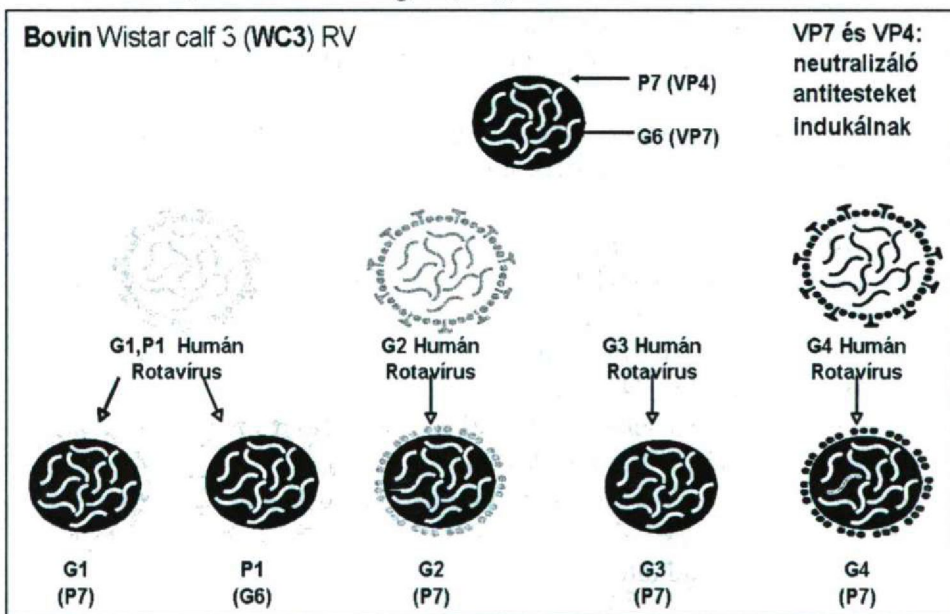 Bovin Wistar calf 3 (WC3) RV
VP7 és VP4:
neutralizáló
antitesteket
indukálnak
P7 (VP4)
G6 (VP7)
G1,P1 Humán
Rotavírus
G2 Humán
Rotavírus
G3 Humán
Rotavírus
G4 Humán
Rotavírus
G1
(P7)
P1
(G6)
G2
(P7)
G3
(P7)
G4
(P7)